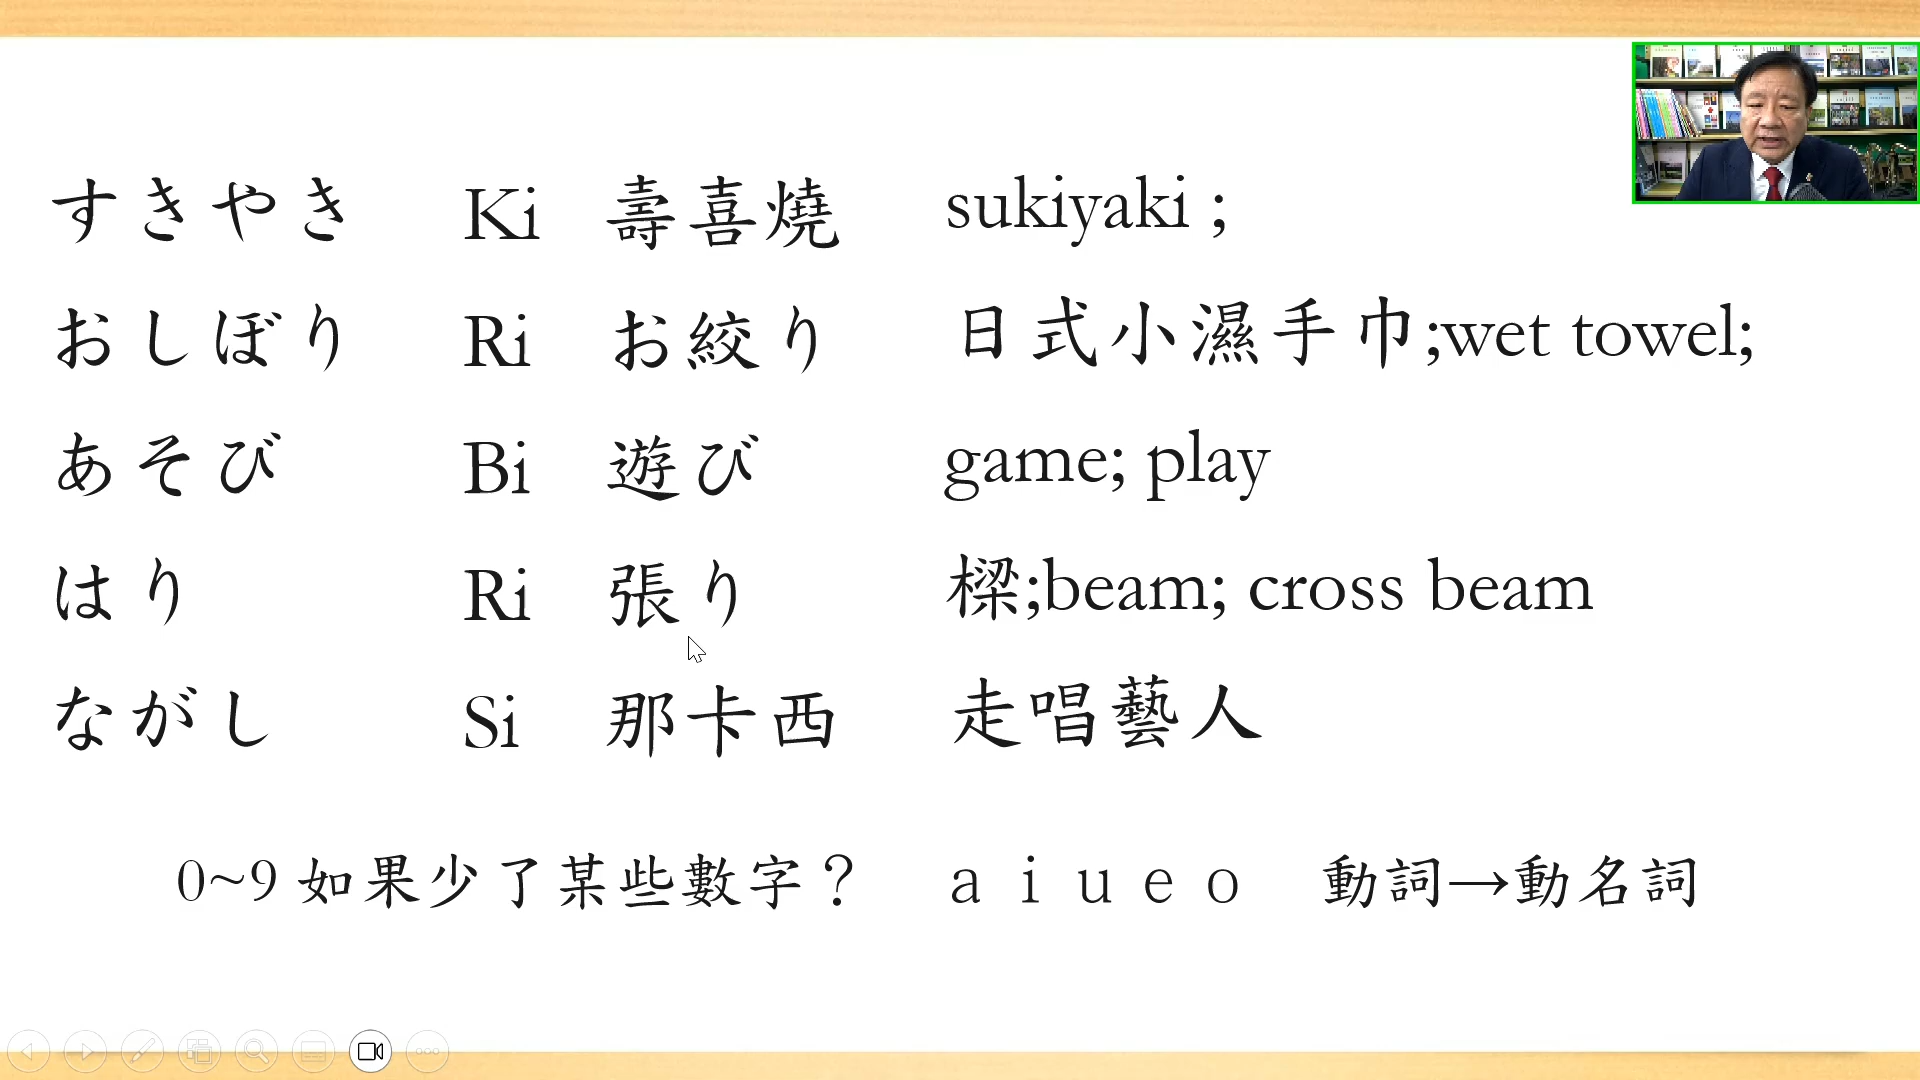 すきやき Ki 壽喜燒 sukiyaki ;
おしぼり Ri お絞り 日式小濕手巾;wet towel;
あそび Bi 遊び game; play
はり Ri 張り 樑;beam; cross beam
ながし Si 那卡西 走唱藝人
0~9 如果少了某些數字？ a i u e o 動詞→動名詞